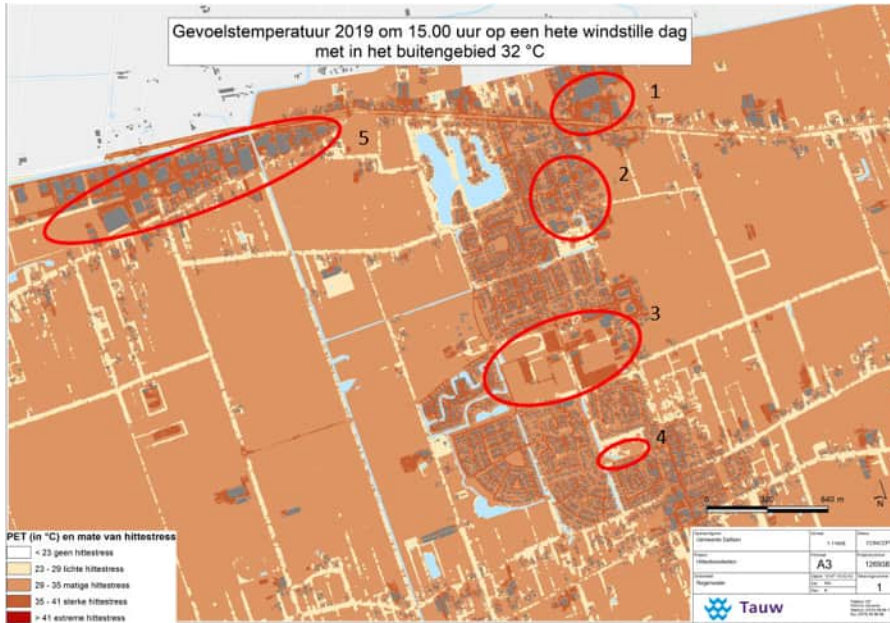 Gevoelstemperatuur 2019 om 15.00 uur op een hete windstille dag
met in het buitengebied 32 °C
1
2
3
4
5
N
0 320 640 m
PET (in °C) en mate van hittestress
< 23 geen hittestress
23 - 29 lichte hittestress
29 - 35 matige hittestress
35 - 41 sterke hittestress
> 41 extreme hittestress
A3
1
Tauw